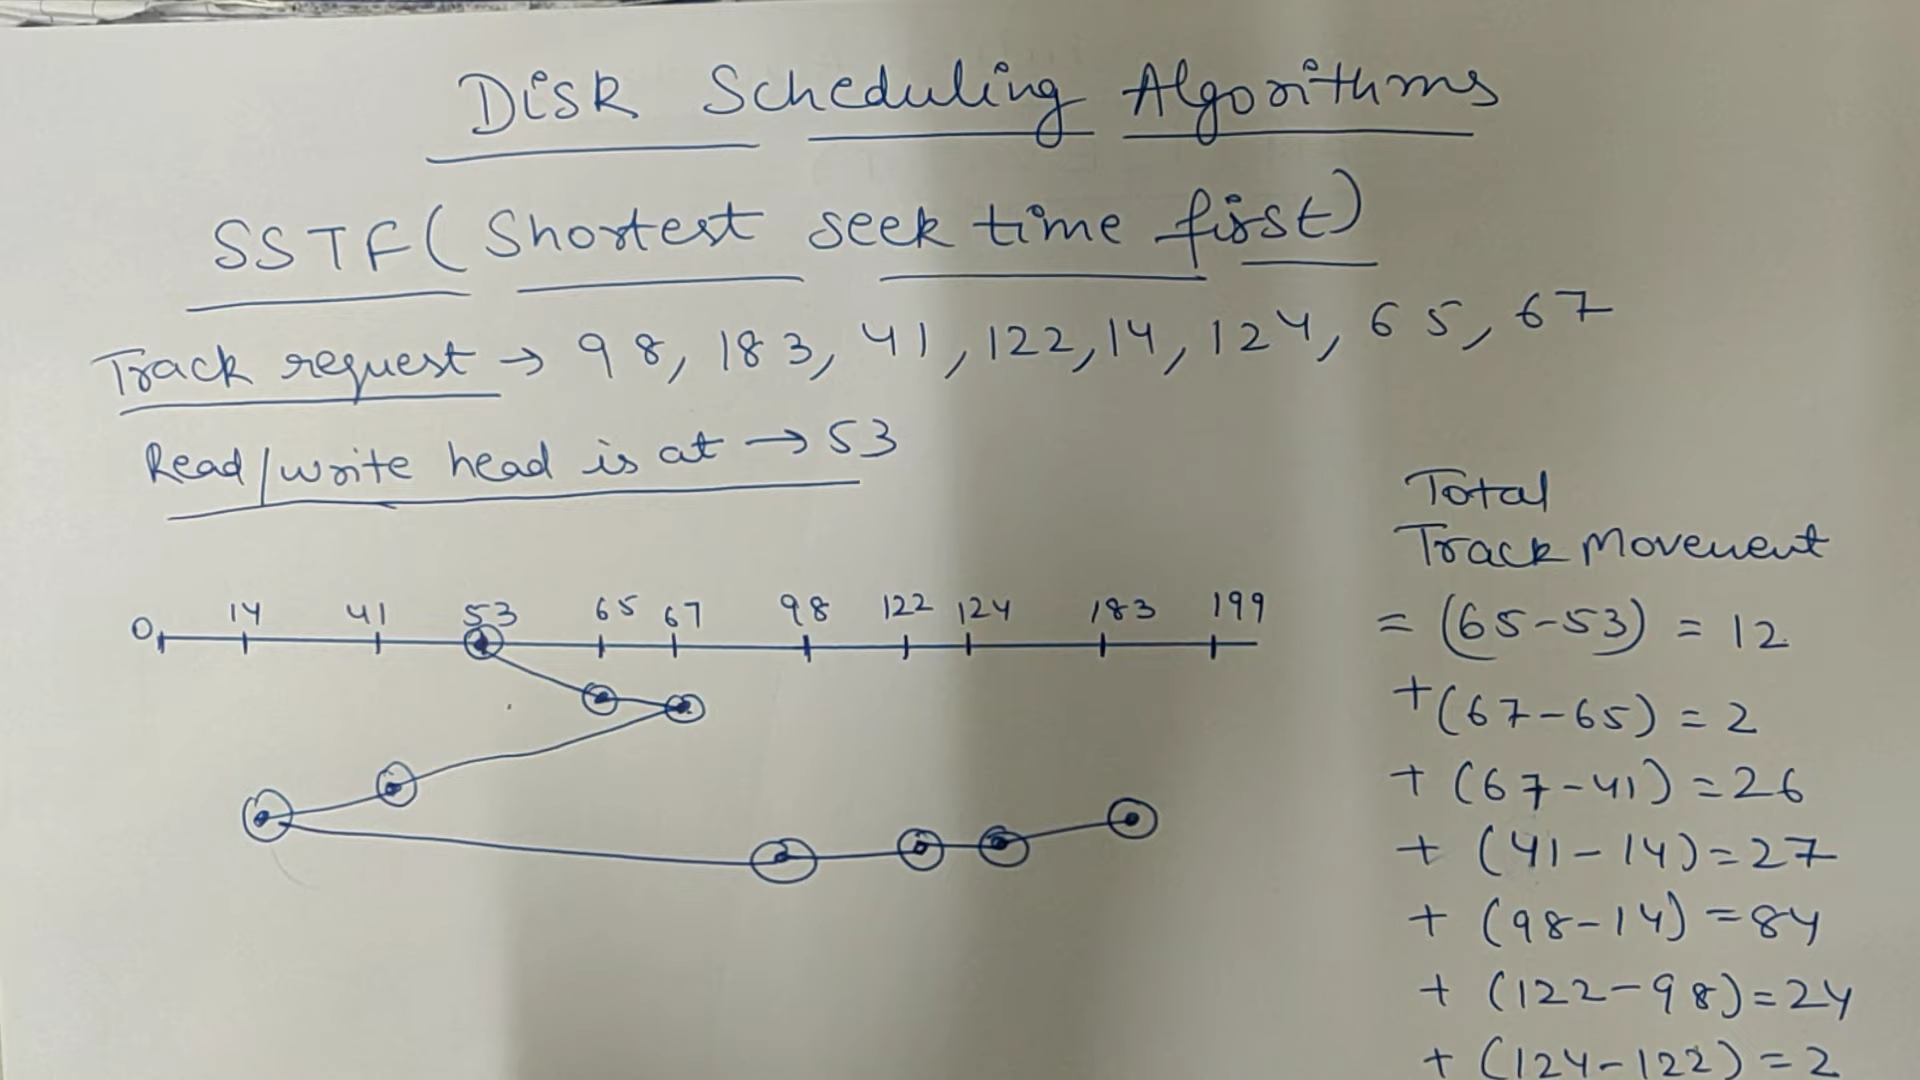 Disk Scheduling Algorithms
SSTF (Shortest seek time first)
Track request → 98, 183, 41, 122, 14, 124, 65, 67
Read/write head is at → 53
0 14 41 53 65 67 98 122 124 183 199
Total
Track Movement
= (65-53) = 12
+ (67-65) = 2
+ (67-41) = 26
+ (41-14) = 27
+ (98-14) = 84
+ (122-98) = 24
+ (124-122) = 2